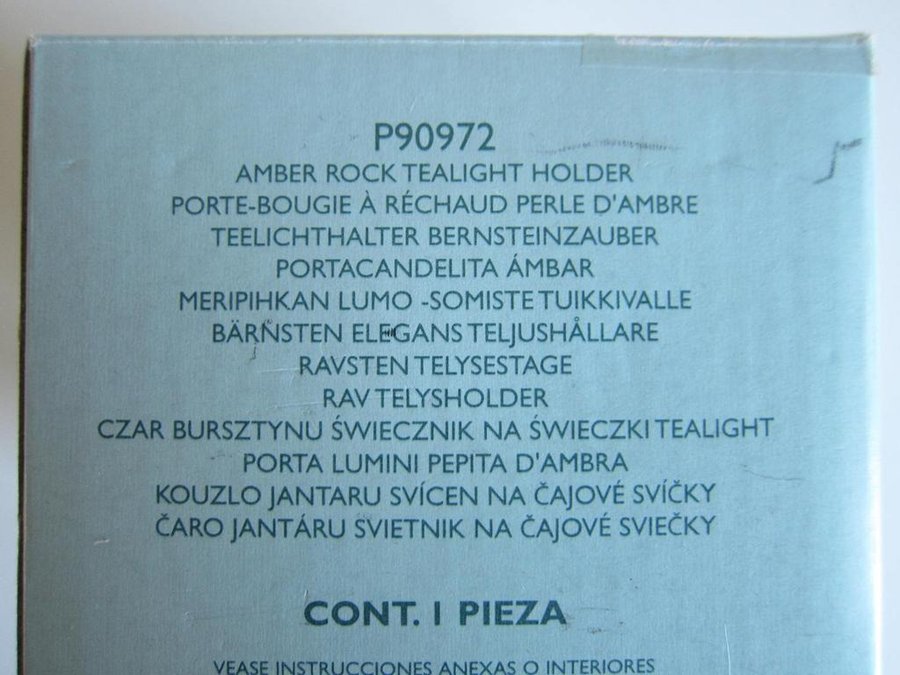 P90972
AMBER ROCK TEALIGHT HOLDER
PORTE-BOUGIE À RÉCHAUD PERLE D'AMBRE
TEELICHTHALTER BERNSTEINZAUBER
PORTACANDELITA ÁMBAR
MERIPIHKAN LUMO -SOMISTE TUIKKIVALLE
BÄRNSTEN ELEGANS TELJUSHÅLLARE
RAVSTEN TELYSESTAGE
RAV TELYSHOLDER
CZAR BURSZTYNU ŚWIECZNIK NA ŚWIECZKI TEALIGHT
PORTA LUMINI PEPITA D'AMBRA
KOUZLO JANTARU SVÍCEN NA ČAJOVÉ SVÍČKY
ČARO JANTÁRU SVIETNIK NA ČAJOVÉ SVIEČKY
CONT. 1 PIEZA
VEASE INSTRUCCIONES ANEXAS O INTERIORES